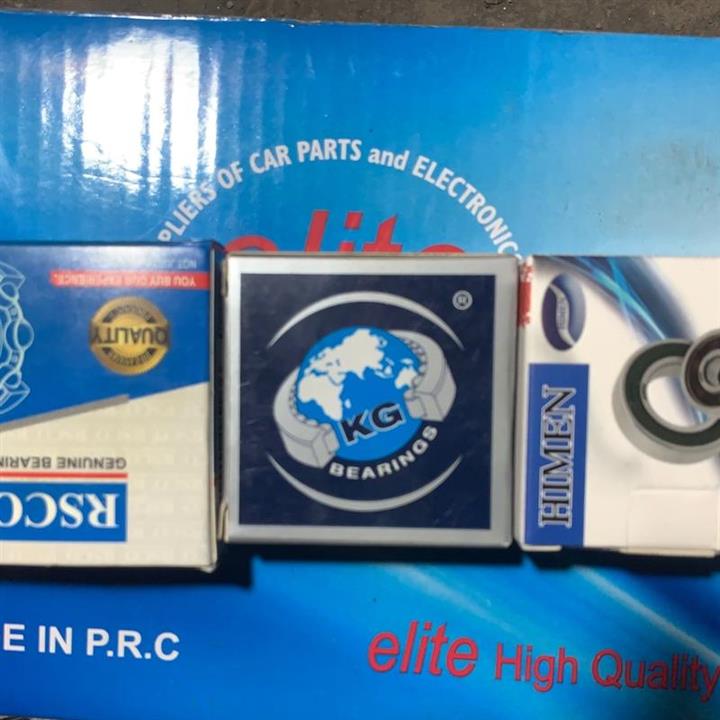 PLIERS OF CAR PARTS and ELECTRONIC
elite
YOU BUY OUR EXPERIENCE.
QUALITY
GENUINE BEARIN
RSCO
®
KG
BEARINGS
HIMEN
E IN P.R.C
elite High Quality